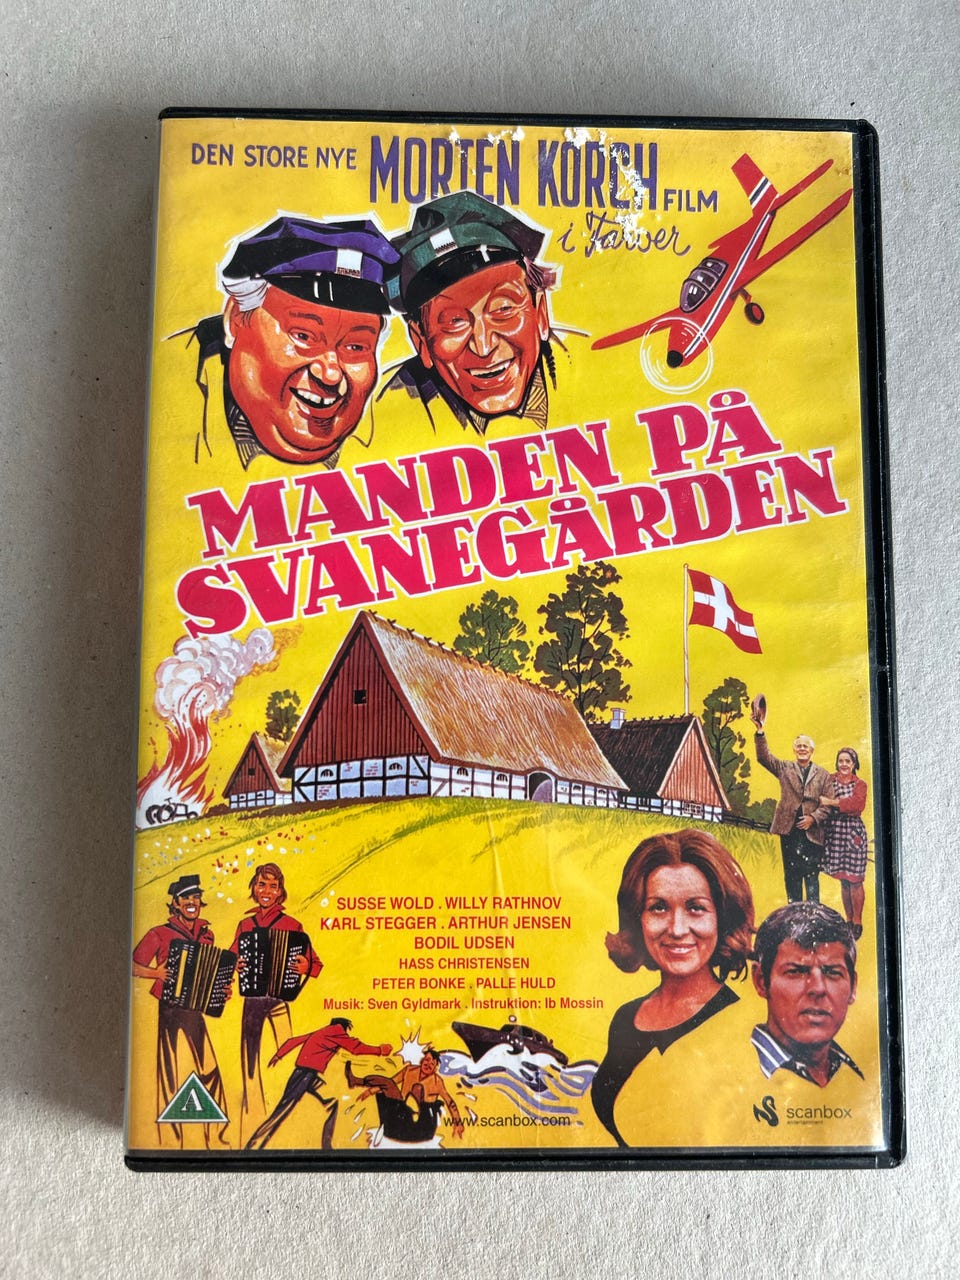 DEN STORE NYE MORTEN KORCH FILM
i Farver
MANDEN PÅ
SVANEGÅRDEN
SUSSE WOLD . WILLY RATHNOV
KARL STEGGER . ARTHUR JENSEN
BODIL UDSEN
HASS CHRISTENSEN
PETER BONKE . PALLE HULD
Musik: Sven Gyldmark . Instruktion: Ib Mossin
A
www.scanbox.com
scanbox
entertainment